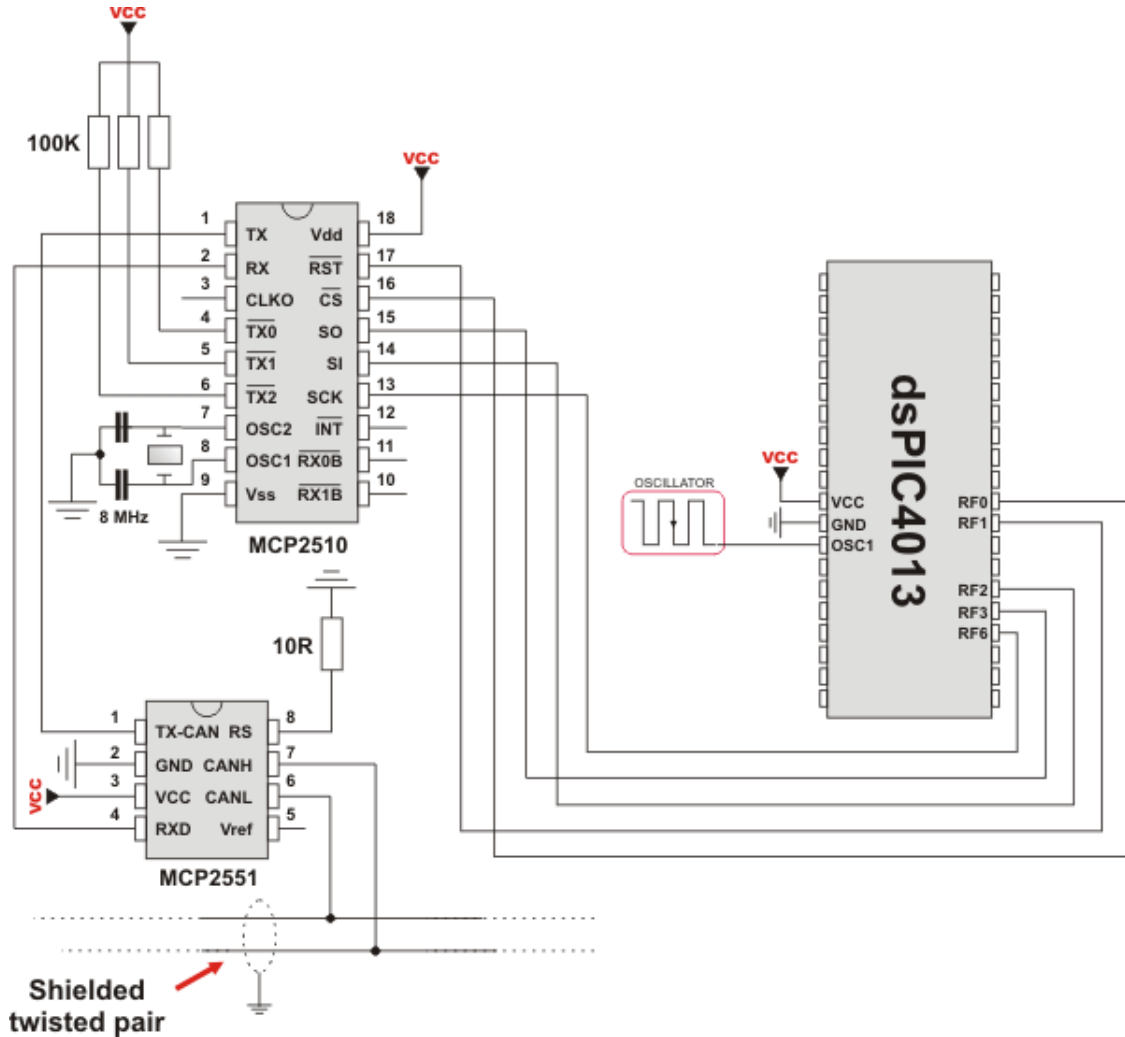 VCC
100K
VCC
1 TX Vdd 18
2 RX RST 17
3 CLKO CS 16
4 TX0 SO 15
5 TX1 SI 14
6 TX2 SCK 13
7 OSC2 INT 12
8 OSC1 RX0B 11
9 Vss RX1B 10
8 MHz
MCP2510
10R
1 TX-CAN RS 8
2 GND CANH 7
VCC
3 VCC CANL 6
4 RXD Vref 5
MCP2551
Shielded
twisted pair
OSCILLATOR
VCC
VCC RF0
GND RF1
OSC1
RF2
RF3
RF6
dsPIC4013